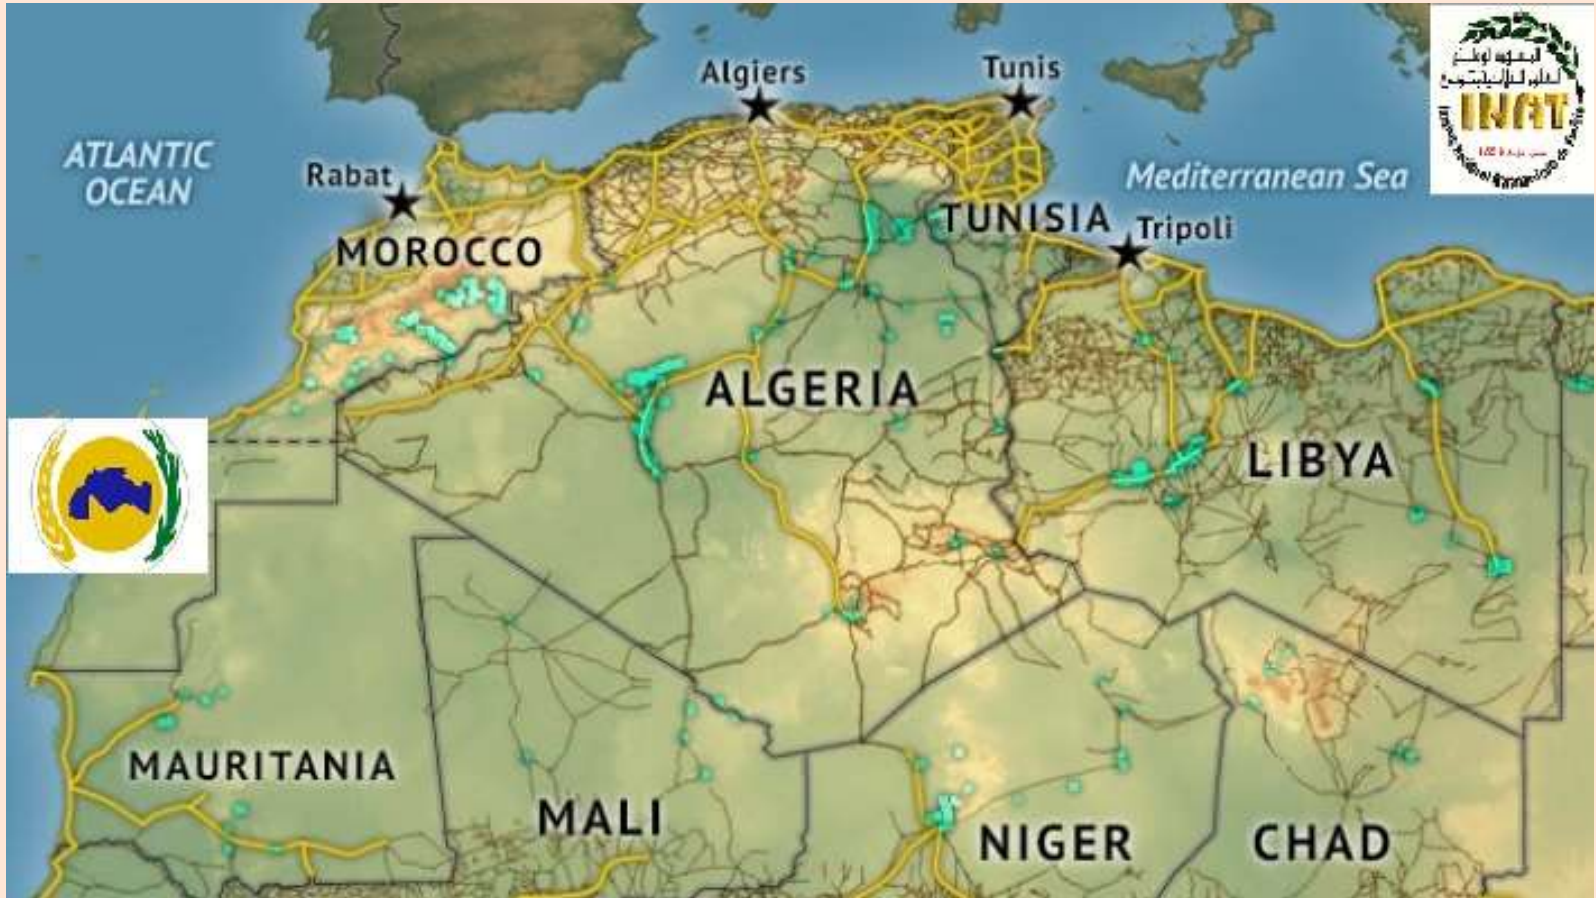 Algiers
Tunis
ATLANTIC
OCEAN
Rabat
Mediterranean Sea
INAT
TUNISIA
Tripoli
MOROCCO
ALGERIA
LIBYA
MAURITANIA
MALI
NIGER
CHAD